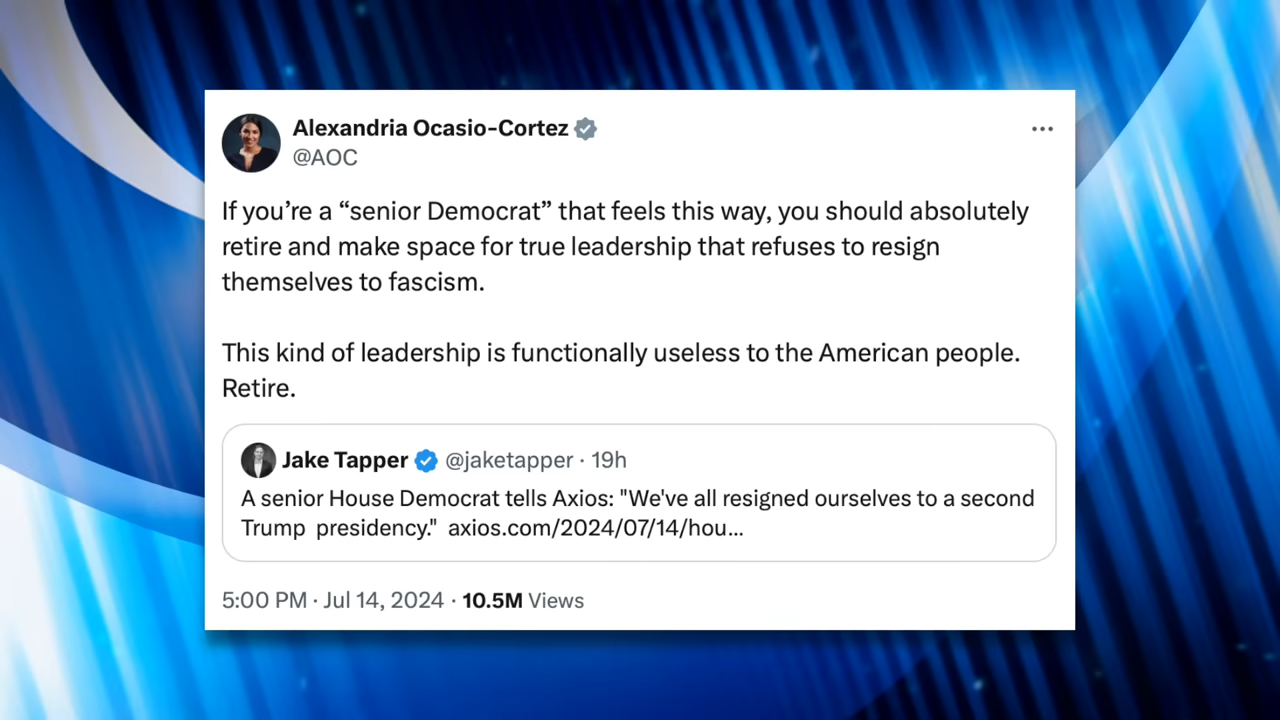 Alexandria Ocasio-Cortez
@AOC
If you’re a “senior Democrat” that feels this way, you should absolutely
retire and make space for true leadership that refuses to resign
themselves to fascism.
This kind of leadership is functionally useless to the American people.
Retire.
Jake Tapper @jaketapper · 19h
A senior House Democrat tells Axios: "We've all resigned ourselves to a second
Trump  presidency."  axios.com/2024/07/14/hou...
5:00 PM · Jul 14, 2024 · 10.5M Views